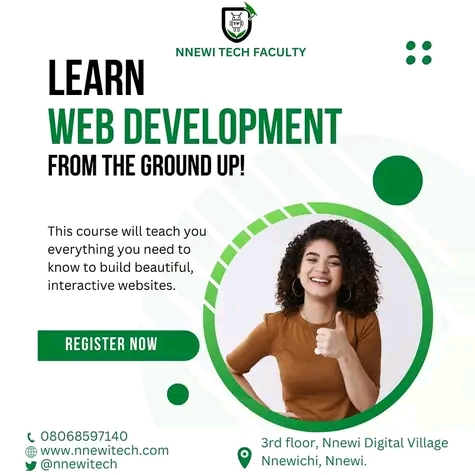 NNEWI TECH FACULTY
LEARN
WEB DEVELOPMENT
FROM THE GROUND UP!
This course will teach you
everything you need to
know to build beautiful,
interactive websites.
REGISTER NOW
08068597140
www.nnewitech.com
@nnewitech
3rd floor, Nnewi Digital Village
Nnewichi, Nnewi.